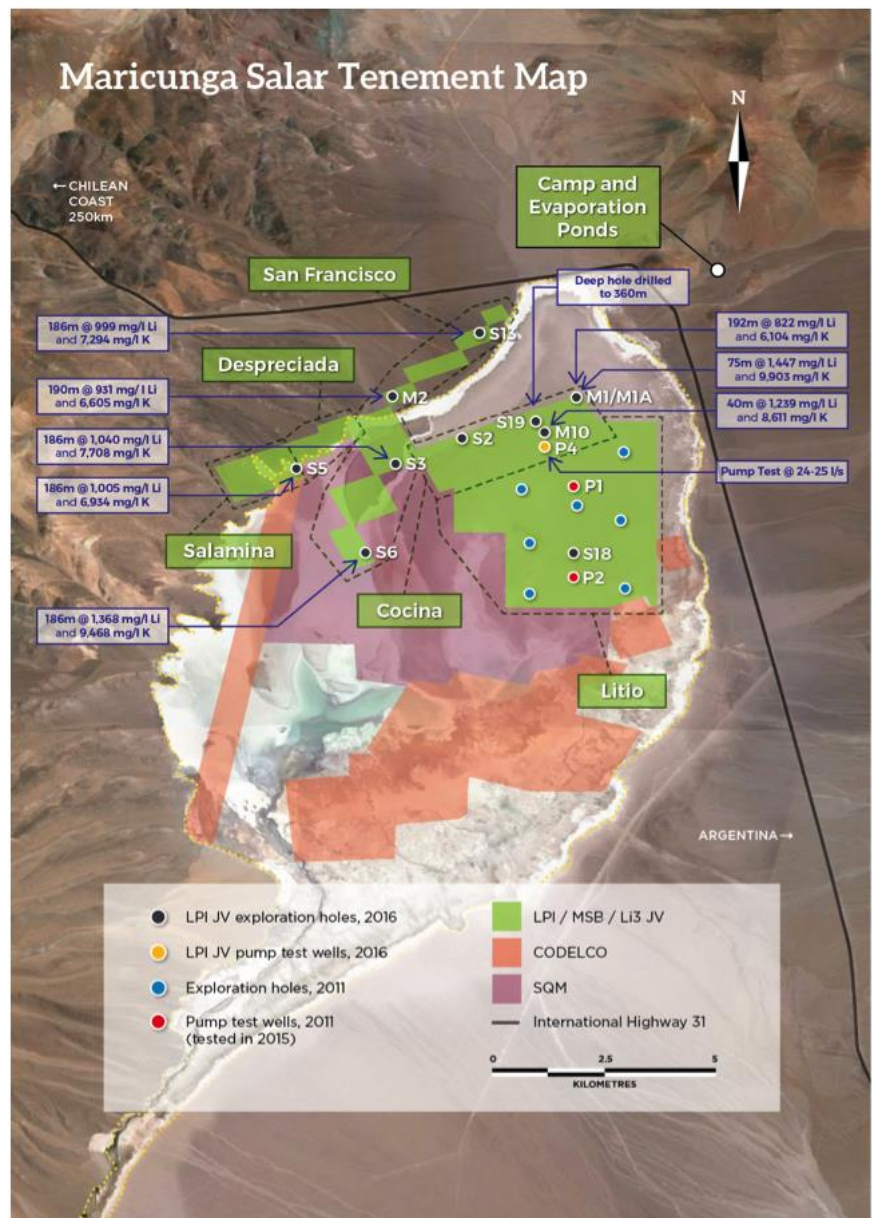 Maricunga Salar Tenement Map
N
← CHILEAN
COAST
250km
Camp and
Evaporation
Ponds
San Francisco
Deep hole drilled
to 360m
186m @ 999 mg/l Li
and 7,294 mg/l K
S13
192m @ 822 mg/l Li
and 6,104 mg/l K
Despreciada
75m @ 1,447 mg/l Li
and 9,903 mg/l K
190m @ 931 mg/ l Li
and 6,605 mg/l K
M2
M1/M1A
40m @ 1,239 mg/l Li
and 8,611 mg/l K
S19
M10
S2
P4
186m @ 1,040 mg/l Li
and 7,708 mg/l K
S5
S3
Pump Test @ 24-25 l/s
186m @ 1,005 mg/l Li
and 6,934 mg/l K
P1
Salamina
S6
S18
P2
Cocina
186m @ 1,368 mg/l Li
and 9,468 mg/l K
Litio
ARGENTINA→
LPI JV exploration holes, 2016
LPI JV pump test wells, 2016
Exploration holes, 2011
Pump test wells, 2011
(tested in 2015)
LPI / MSB / Li3 JV
CODELCO
SQM
International Highway 31
0 2.5 5
KILOMETRES